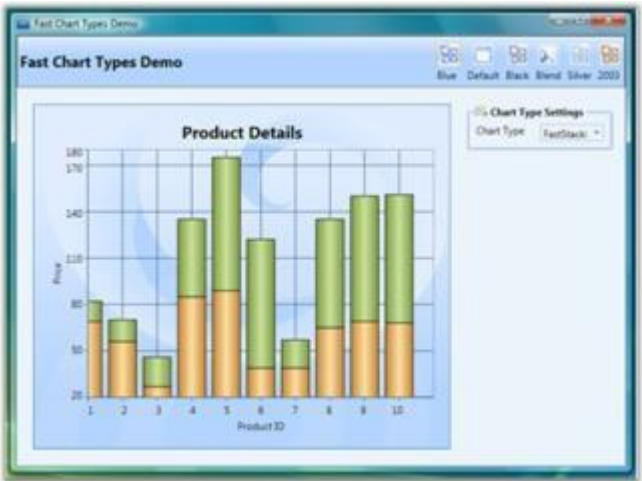 Fast Chart Types Demo
Fast Chart Types Demo
Blue Default Black Blend Silver 2003
Chart Type Settings
Chart Type FastStacki
Product Details
180
170
140
110
80
50
20
Price
1 2 3 4 5 6 7 8 9 10
Product ID